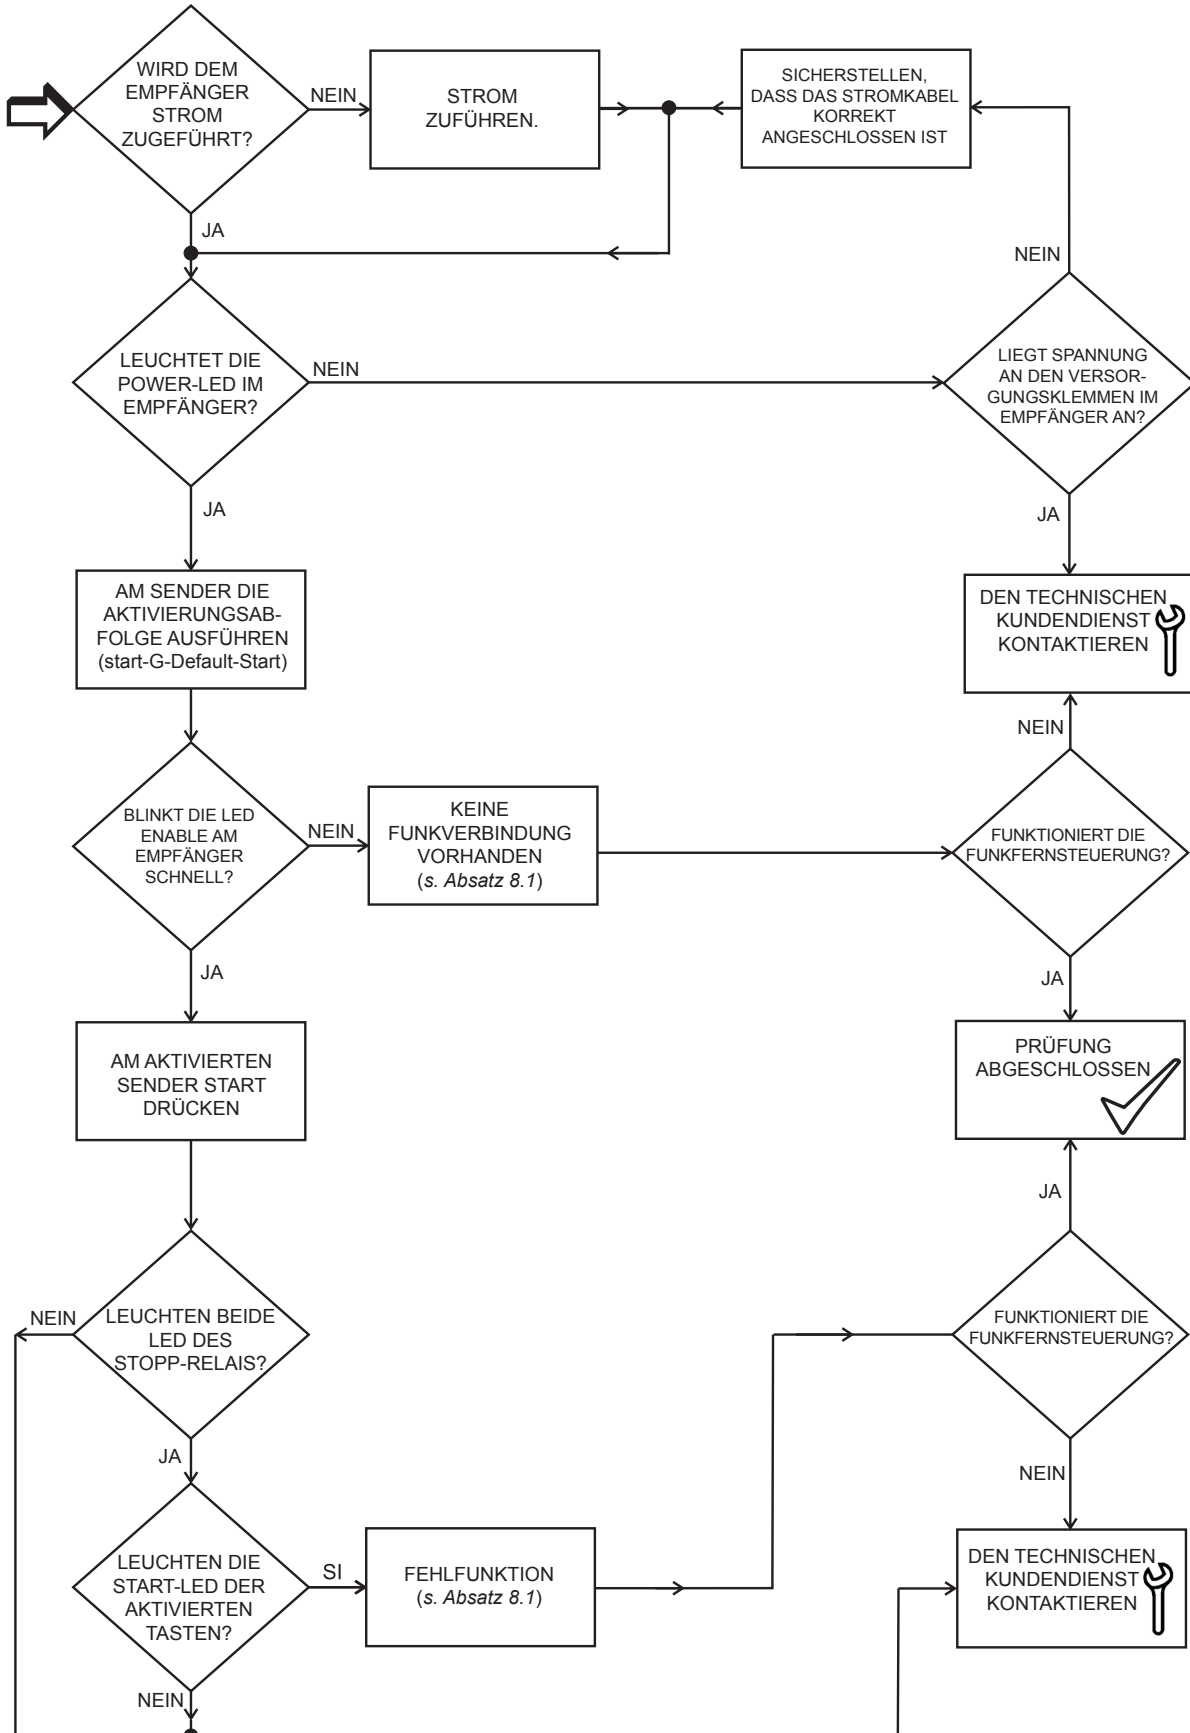 WIRD DEM
EMPFÄNGER
STROM
ZUGEFÜHRT?
NEIN
STROM
ZUFÜHREN.
SICHERSTELLEN,
DASS DAS STROMKABEL
KORREKT
ANGESCHLOSSEN IST
JA
NEIN
LEUCHTET DIE
POWER-LED IM
EMPFÄNGER?
NEIN
LIEGT SPANNUNG
AN DEN VERSOR-
GUNGSKLEMMEN IM
EMPFÄNGER AN?
JA
JA
AM SENDER DIE
AKTIVIERUNGSAB-
FOLGE AUSFÜHREN
(start-G-Default-Start)
DEN TECHNISCHEN
KUNDENDIENST
KONTAKTIEREN
NEIN
BLINKT DIE LED
ENABLE AM
EMPFÄNGER
SCHNELL?
NEIN
KEINE
FUNKVERBINDUNG
VORHANDEN
(s. Absatz 8.1)
FUNKTIONIERT DIE
FUNKFERNSTEUERUNG?
JA
JA
AM AKTIVIERTEN
SENDER START
DRÜCKEN
PRÜFUNG
ABGESCHLOSSEN
JA
NEIN
LEUCHTEN BEIDE
LED DES
STOPP-RELAIS?
FUNKTIONIERT DIE
FUNKFERNSTEUERUNG?
JA
NEIN
LEUCHTEN DIE
START-LED DER
AKTIVIERTEN
TASTEN?
SI
FEHLFUNKTION
(s. Absatz 8.1)
DEN TECHNISCHEN
KUNDENDIENST
KONTAKTIEREN
NEIN